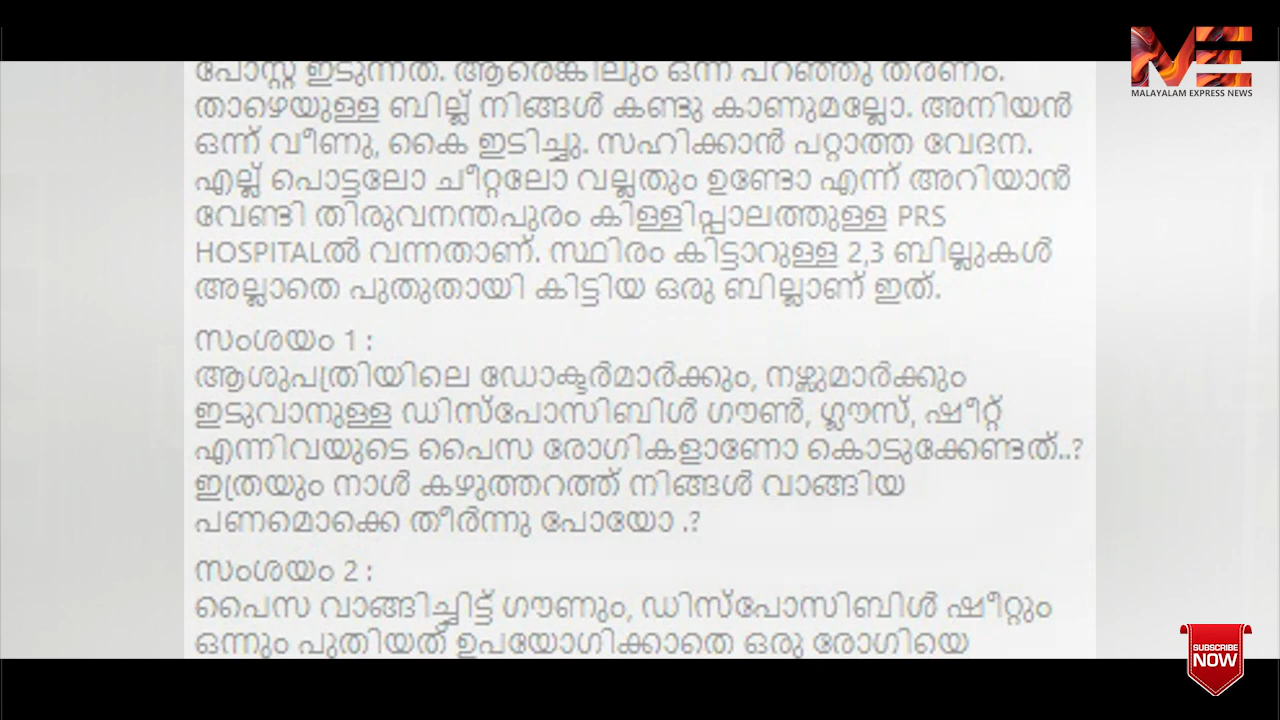 പോസ്റ്റ് ഇടുന്നത്. ആരെങ്കിലും ഒന്ന് പറഞ്ഞു തരണം.
താഴെയുള്ള ബില്ല് നിങ്ങൾ കണ്ടു കാണുമല്ലോ. അനിയൻ
ഒന്ന് വീണു, കൈ ഇടിച്ചു. സഹിക്കാൻ പറ്റാത്ത വേദന.
എല്ല് പൊട്ടലോ ചീറ്റലോ വല്ലതും ഉണ്ടോ എന്ന് അറിയാൻ
വേണ്ടി തിരുവനന്തപുരം കിള്ളിപ്പാലത്തുള്ള PRS
HOSPITALൽ വന്നതാണ്. സ്ഥിരം കിട്ടാറുള്ള 2,3 ബില്ലുകൾ
അല്ലാതെ പുതുതായി കിട്ടിയ ഒരു ബില്ലാണ് ഇത്.
സംശയം 1 :
ആശുപത്രിയിലെ ഡോക്ടർമാർക്കും, നഴ്സുമാർക്കും
ഇടുവാനുള്ള ഡിസ്പോസിബിൾ ഗൗൺ, ഗ്ലൗസ്, ഷീറ്റ്
എന്നിവയുടെ പൈസ രോഗികളാണോ കൊടുക്കേണ്ടത്..?
ഇത്രയും നാൾ കഴുത്തറത്ത് നിങ്ങൾ വാങ്ങിയ
പണമൊക്കെ തീർന്നു പോയോ .?
സംശയം 2 :
പൈസ വാങ്ങിച്ചിട്ട് ഗൗണും, ഡിസ്പോസിബിൾ ഷീറ്റും
ഒന്നും പുതിയത് ഉപയോഗിക്കാതെ ഒരു രോഗിയെ
ME
MALAYALAM EXPRESS NEWS
SUBSCRIBE
NOW